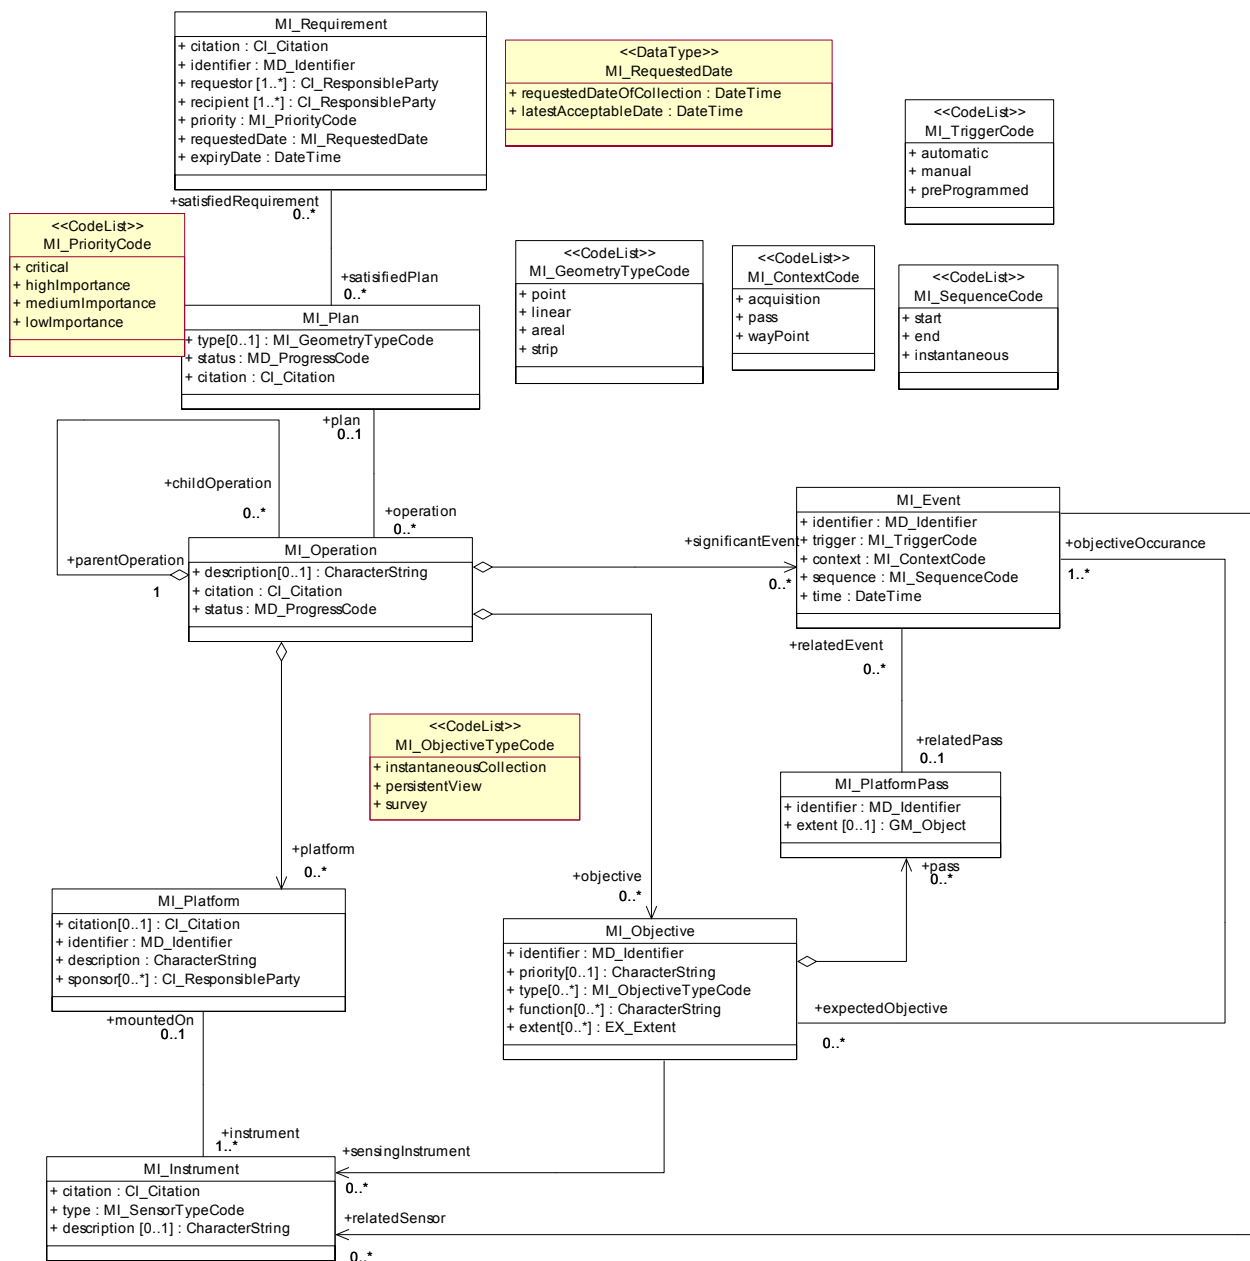 MI_Requirement
+ citation : CI_Citation
+ identifier : MD_Identifier
+ requestor [1..*] : CI_ResponsibleParty
+ recipient [1..*] : CI_ResponsibleParty
+ priority : MI_PriorityCode
+ requestedDate : MI_RequestedDate
+ expiryDate : DateTime
<<DataType>>
MI_RequestedDate
+ requestedDateOfCollection : DateTime
+ latestAcceptableDate : DateTime
<<CodeList>>
MI_TriggerCode
+ automatic
+ manual
+ preProgrammed
+satisfiedRequirement
0..*
<<CodeList>>
MI_PriorityCode
+ critical
+ highImportance
+ mediumImportance
+ lowImportance
<<CodeList>>
MI_GeometryTypeCode
+ point
+ linear
+ areal
+ strip
<<CodeList>>
MI_ContextCode
+ acquisition
+ pass
+ wayPoint
<<CodeList>>
MI_SequenceCode
+ start
+ end
+ instantaneous
+satisifiedPlan
0..*
MI_Plan
+ type[0..1] : MI_GeometryTypeCode
+ status : MD_ProgressCode
+ citation : CI_Citation
+plan
0..1
+childOperation
0..*
+operation
0..*
+parentOperation
1
MI_Operation
+ description[0..1] : CharacterString
+ citation : CI_Citation
+ status : MD_ProgressCode
+significantEvent
0..*
MI_Event
+ identifier : MD_Identifier
+ trigger : MI_TriggerCode
+ context : MI_ContextCode
+ sequence : MI_SequenceCode
+ time : DateTime
+objectiveOccurance
1..*
+relatedEvent
0..*
<<CodeList>>
MI_ObjectiveTypeCode
+ instantaneousCollection
+ persistentView
+ survey
+relatedPass
0..1
MI_PlatformPass
+ identifier : MD_Identifier
+ extent [0..1] : GM_Object
+platform
0..*
+objective
0..*
+pass
0..*
MI_Platform
+ citation[0..1] : CI_Citation
+ identifier : MD_Identifier
+ description : CharacterString
+ sponsor[0..*] : CI_ResponsibleParty
MI_Objective
+ identifier : MD_Identifier
+ priority[0..1] : CharacterString
+ type[0..*] : MI_ObjectiveTypeCode
+ function[0..*] : CharacterString
+ extent[0..*] : EX_Extent
+expectedObjective
0..*
+mountedOn
0..1
+instrument
1..*
+sensingInstrument
0..*
MI_Instrument
+ citation : CI_Citation
+ type : MI_SensorTypeCode
+ description [0..1] : CharacterString
+relatedSensor
0..*